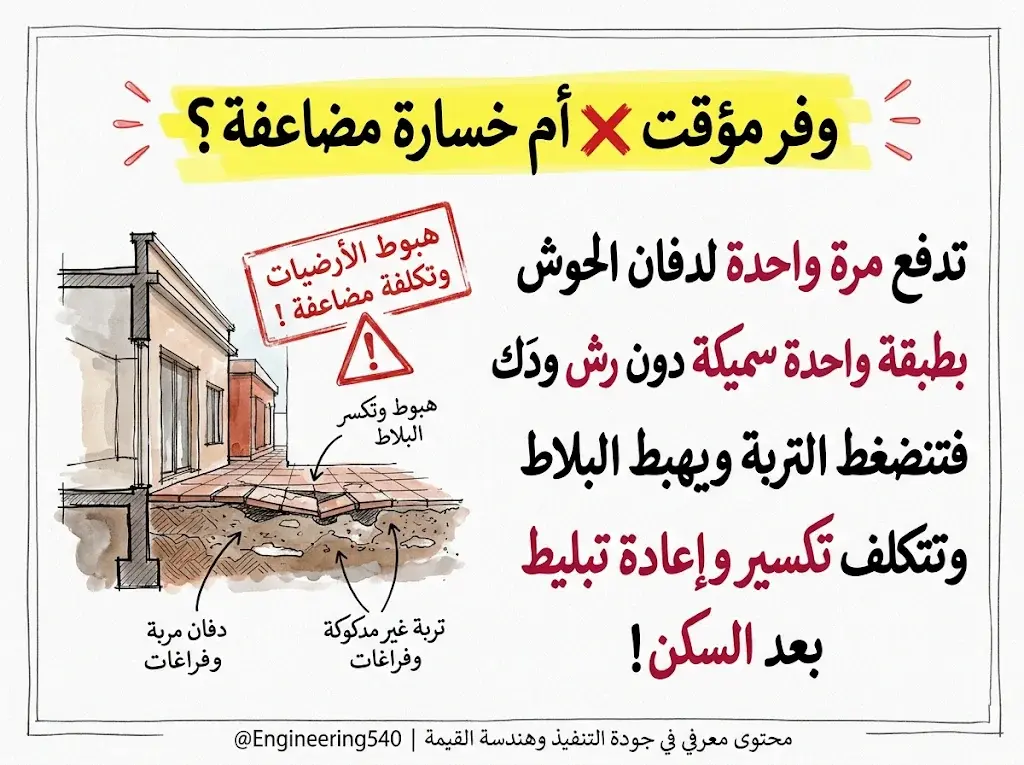 وفر مؤقت ❌ أم خسارة مضاعفة؟
تدفع مرة واحدة لدفان الحوش
بطبقة واحدة سميكة دون رش ودَك
فتنضغط التربة ويهبط البلاط
وتتكلف تكسير وإعادة تبليط
بعد السكن!
هبوط الأرضيات
وتكلفة مضاعفة!
هبوط وتكسر
البلاط
تربة غير مدكوكة
وفراغات
دفان مربة
وفراغات
محتوى معرفي في جودة التنفيذ وهندسة القيمة | @Engineering540